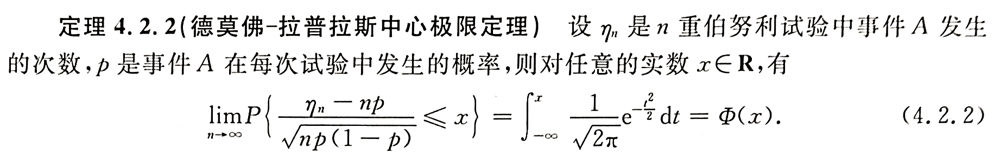 定理 4.2.2(德莫佛-拉普拉斯中心极限定理) 设 $\eta_n$ 是 $n$ 重伯努利试验中事件 $A$ 发生
的次数,$p$ 是事件 $A$ 在每次试验中发生的概率,则对任意的实数 $x \in \mathbf{R}$,有
$\lim_{n \to \infty} P\left\{ \frac{\eta_n - np}{\sqrt{np(1-p)}} \leqslant x \right\} = \int_{-\infty}^{x} \frac{1}{\sqrt{2\pi}} \mathrm{e}^{-\frac{t^2}{2}} \mathrm{d}t = \Phi(x).$ (4.2.2)